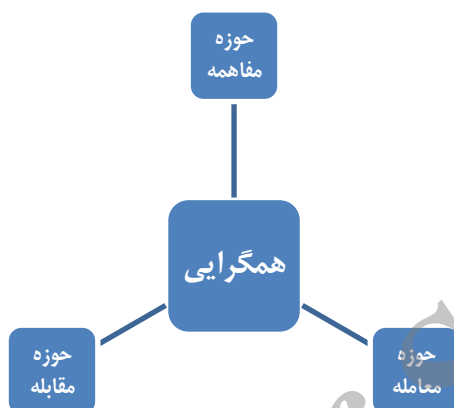 حوزه
مفاهمه
همگرایی
حوزه
معامله
حوزه
مقابله